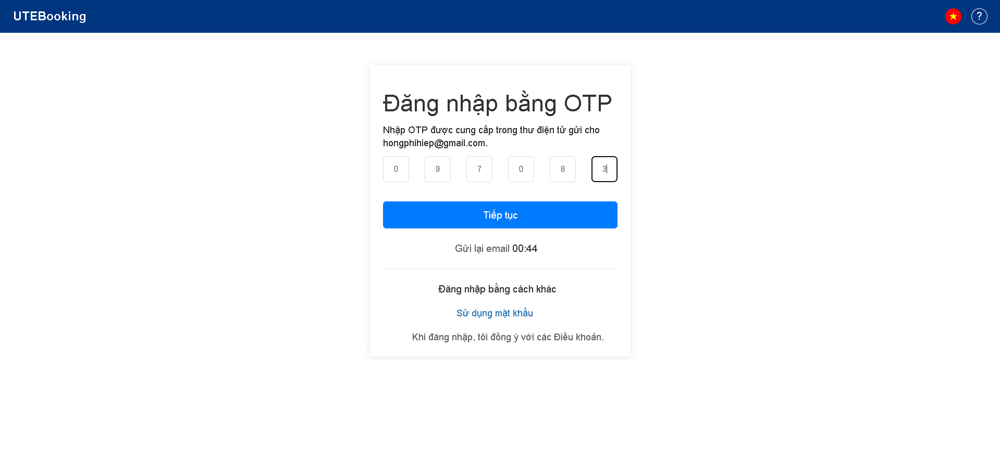 UTEBooking
?
Đăng nhập bằng OTP
Nhập OTP được cung cấp trong thư điện tử gửi cho
hongphihiep@gmail.com.
0 9 7 0 8 3
Tiếp tục
Gửi lại email 00:44
Đăng nhập bằng cách khác
Sử dụng mật khẩu
Khi đăng nhập, tôi đồng ý với các Điều khoản.